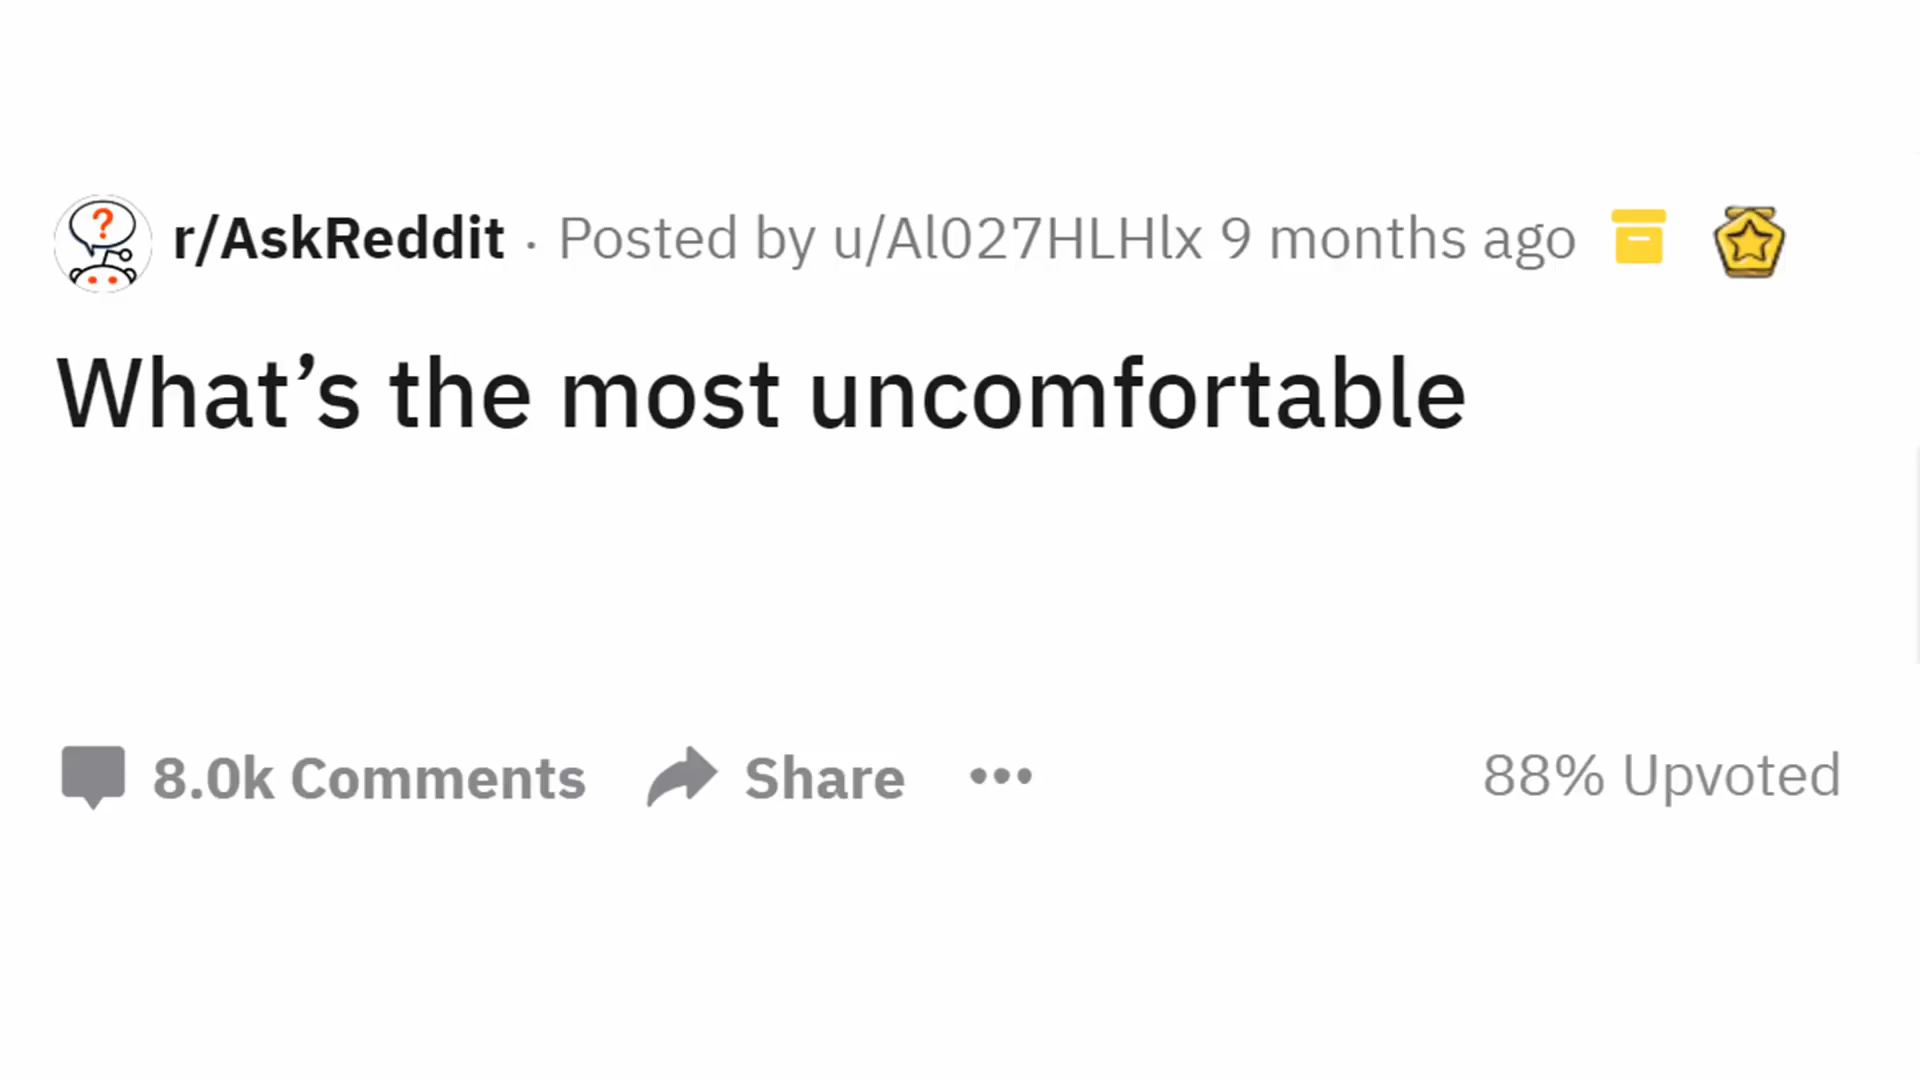 r/AskReddit · Posted by u/Al027HLHlx 9 months ago
What’s the most uncomfortable
8.0k Comments Share ••• 88% Upvoted